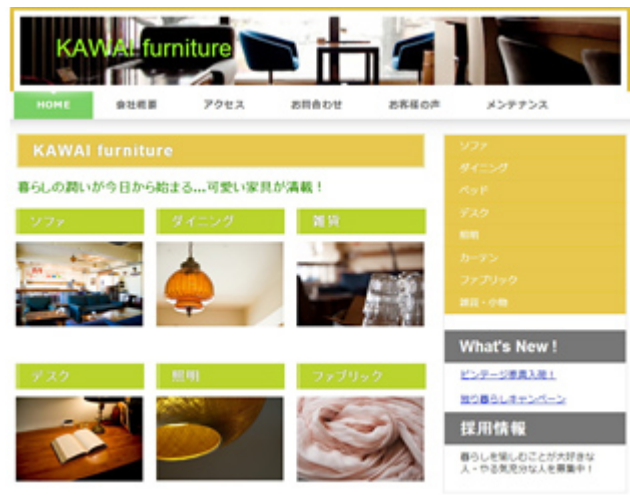 KAWAI furniture
HOME 会社概要 アクセス お問合わせ お客様の声 メンテナンス
KAWAI furniture
暮らしの潤いが今日から始まる...可愛い家具が満載！
ソファ ダイニング 雑貨
デスク 照明 ファブリック
ソファ
ダイニング
ベッド
デスク
照明
カーテン
ファブリック
雑貨・小物
What's New !
ビンテージ家具入荷！
独り暮らしキャンペーン
採用情報
暮らしを愉しむことが大好きな
人・やる気充分な人を募集中！